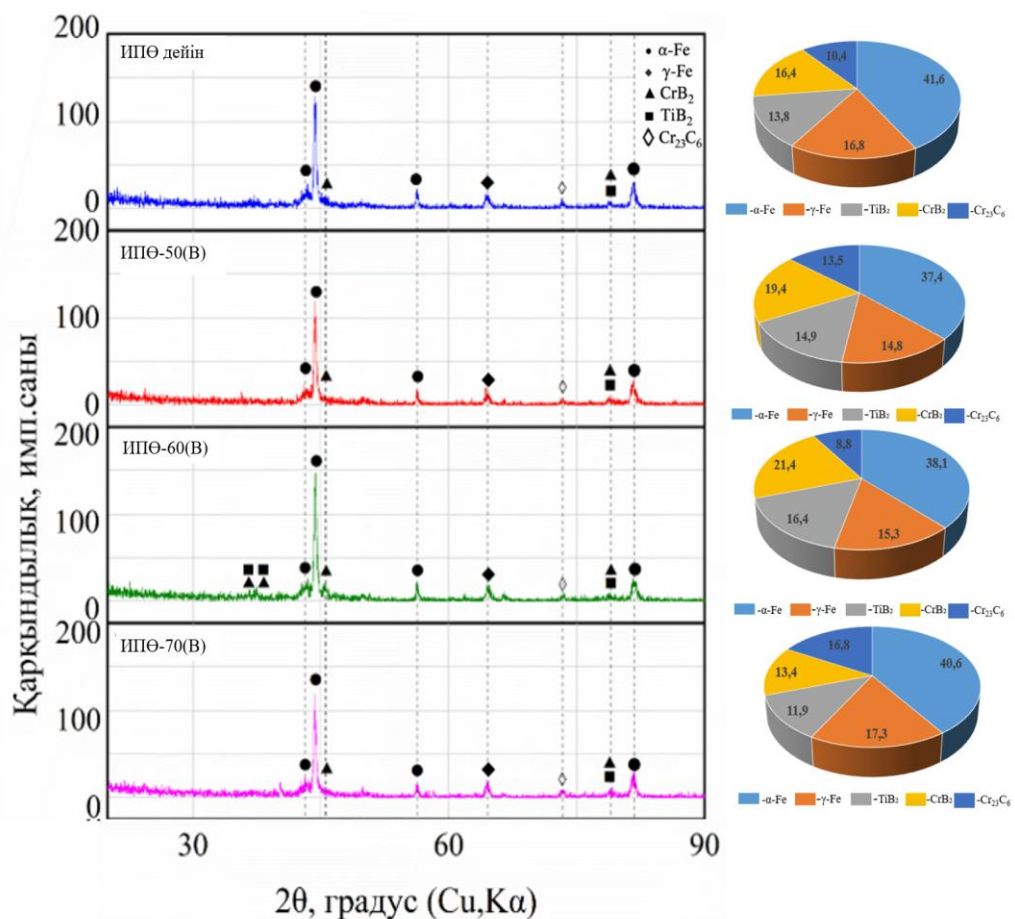 Қарқындылық, имп.саны
200
100
0
ИПӨ дейін
α-Fe
γ-Fe
CrB₂
TiB₂
Cr₂₃C₆
200
100
0
ИПӨ-50(В)
200
100
0
ИПӨ-60(В)
200
100
0
ИПӨ-70(В)
30 60 90
2θ, градус (Cu,Kα)
10,4
16,4
41,6
13,8
16,8
-α-Fe -γ-Fe -TiB₂ -CrB₂ -Cr₂₃C₆
13,5
37,4
19,4
14,9
14,8
-α-Fe -γ-Fe -TiB₂ -CrB₂ -Cr₂₃C₆
8,8
38,1
21,4
16,4
15,3
-α-Fe -γ-Fe -TiB₂ -CrB₂ -Cr₂₃C₆
16,8
40,6
13,4
11,9
17,3
-α-Fe -γ-Fe -TiB₂ -CrB₂ -Cr₂₃C₆